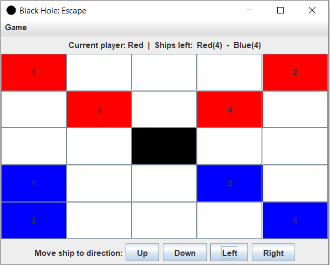 Black Hole: Escape
Game
Current player: Red | Ships left: Red(4) - Blue(4)
1 2
3 4
1 2
3 4
Move ship to direction: Up Down Left Right